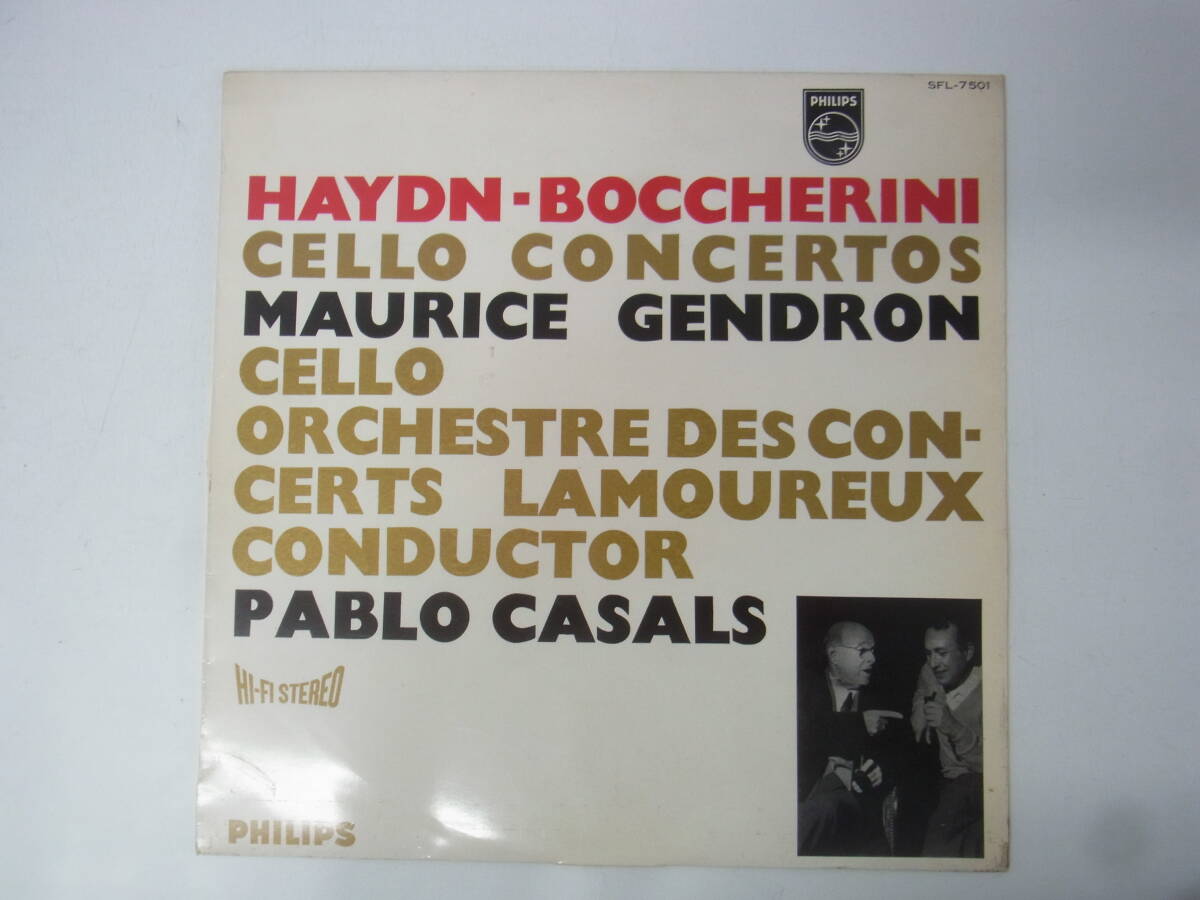 SFL-7501
PHILIPS
HAYDN-BOCCHERINI
CELLO CONCERTOS
MAURICE GENDRON
CELLO
ORCHESTRE DES CON-
CERTS LAMOUREUX
CONDUCTOR
PABLO CASALS
HI-FI STEREO
PHILIPS